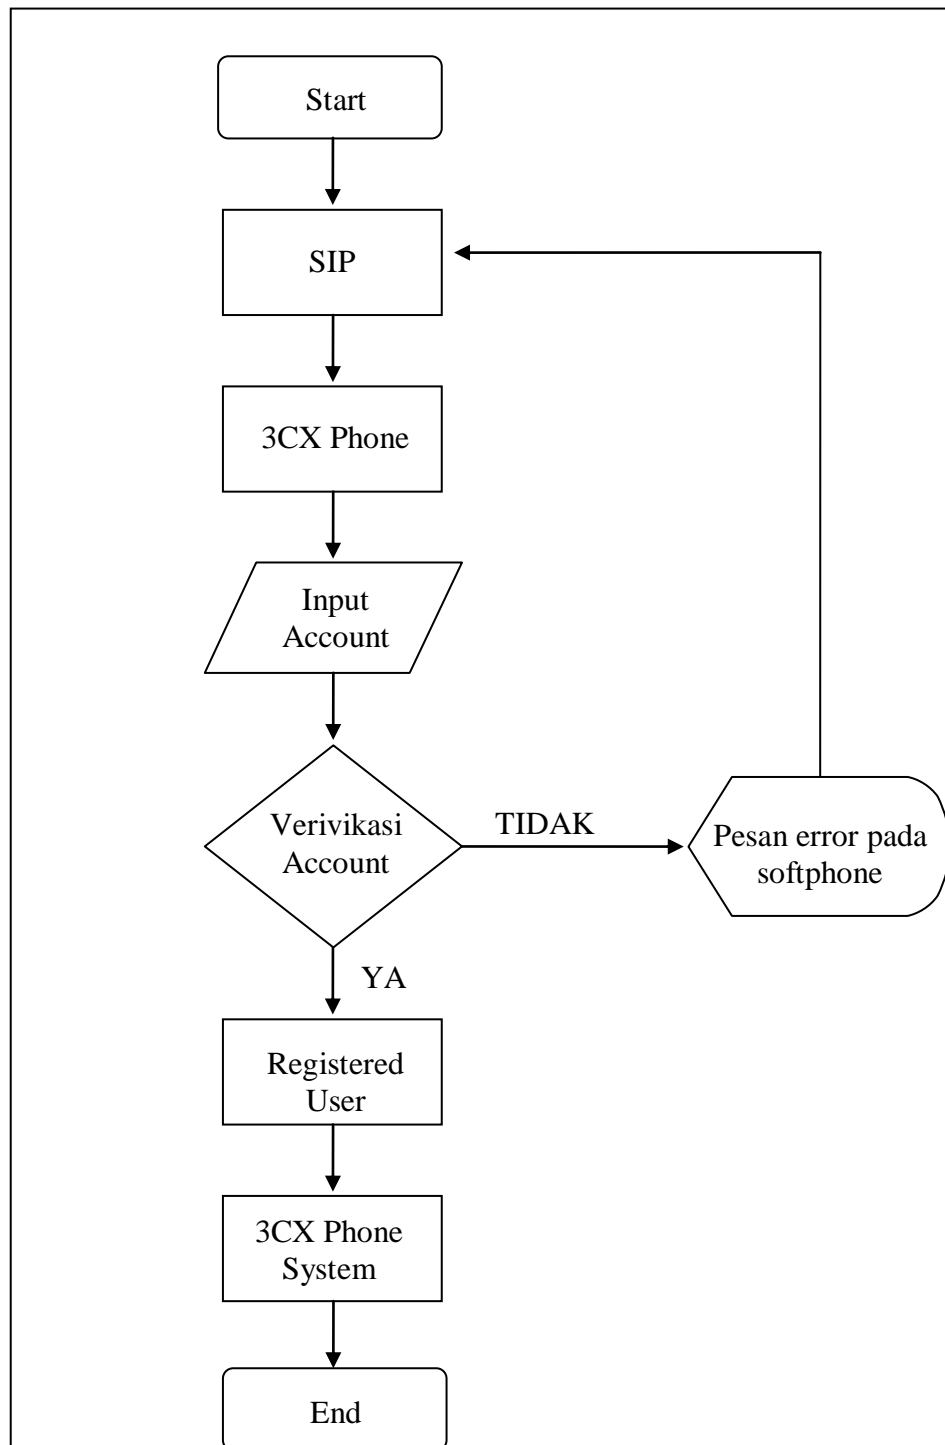 Start
SIP
3CX Phone
Input
Account
Verivikasi
Account
TIDAK
Pesan error pada
softphone
YA
Registered
User
3CX Phone
System
End